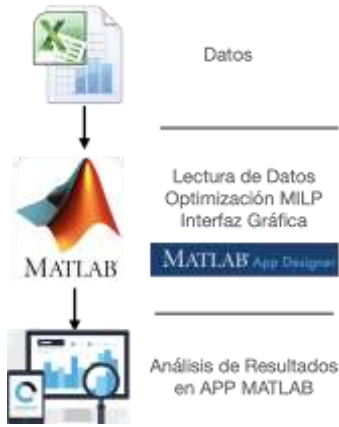 Datos
Lectura de Datos
Optimización MILP
Interfaz Gráfica
MATLAB
MATLAB App Designer
Análisis de Resultados
en APP MATLAB